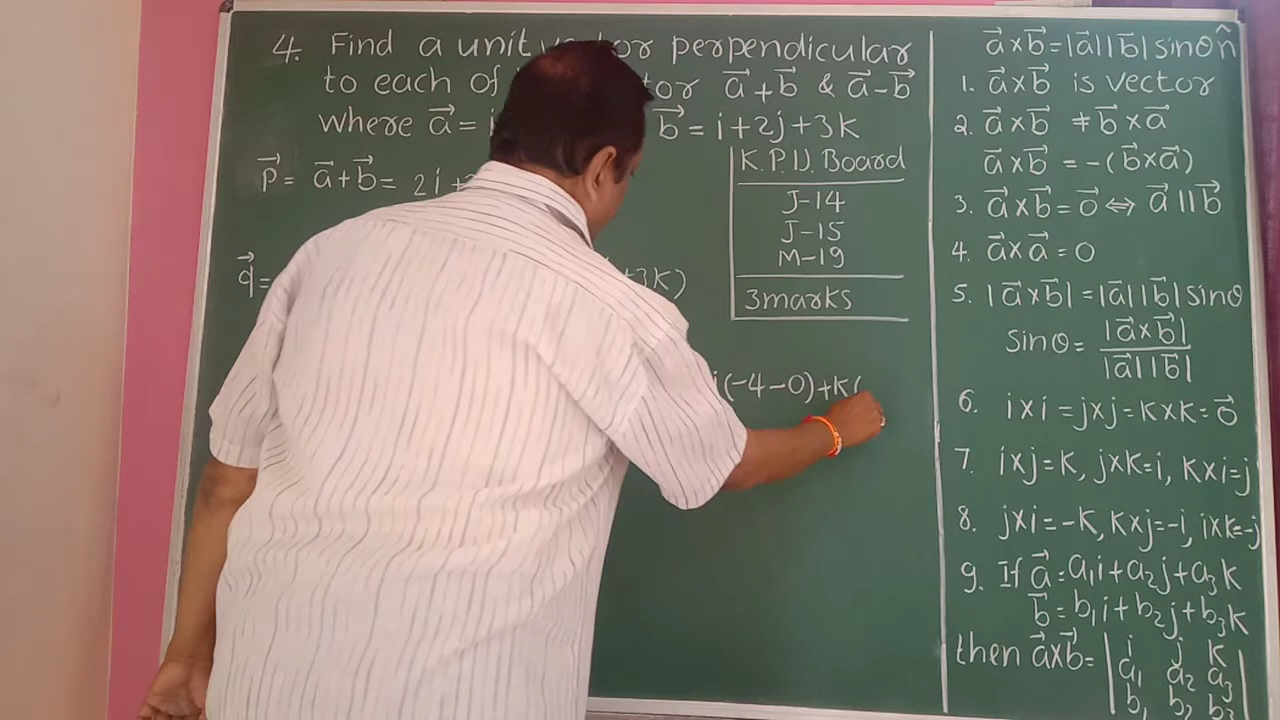 4. Find a unit vector perpendicular
to each of vector a⃗+b⃗ & a⃗-b⃗
where a⃗= b⃗=i+2j+3k
p⃗= a⃗+b⃗= 2i+
q⃗= +3k)
j(-4-0)+k(
K.P.U. Board
J-14
J-15
M-19
3marks
a⃗×b⃗=|a⃗||b⃗|sinθn̂
1. a⃗×b⃗ is vector
2. a⃗×b⃗ ≠b⃗×a⃗
a⃗×b⃗ =-(b⃗×a⃗)
3. a⃗×b⃗=0⃗⇔ a⃗||b⃗
4. a⃗×a⃗=0
5. |a⃗×b⃗|=|a⃗||b⃗|sinθ
sinθ= |a⃗×b⃗|
|a⃗||b⃗|
6. i×i=j×j=k×k=0⃗
7. i×j=k, j×k=i, k×i=j
8. j×i=-k, k×j=-i, i×k=-j
9. If a⃗=a₁i+a₂j+a₃k
b⃗=b₁i+b₂j+b₃k
then a⃗×b⃗= | i j k |
a₁ a₂ a₃
b₁ b₂ b₃